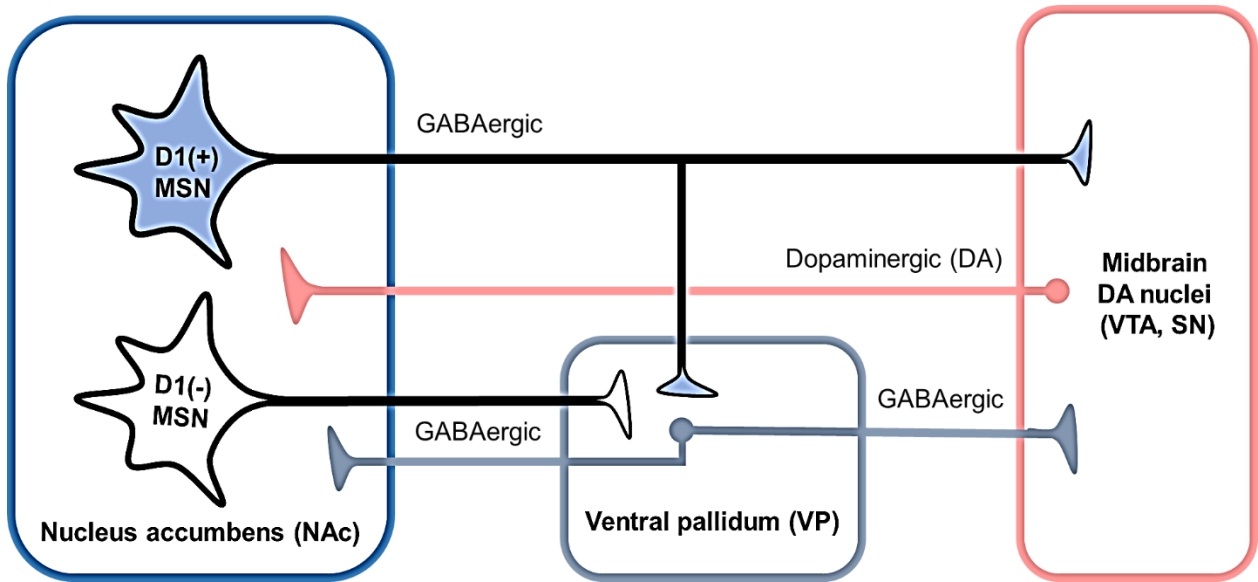 GABAergic
D1(+)
MSN
Dopaminergic (DA)
Midbrain
DA nuclei
(VTA, SN)
D1(-)
MSN
GABAergic
GABAergic
Nucleus accumbens (NAc)
Ventral pallidum (VP)